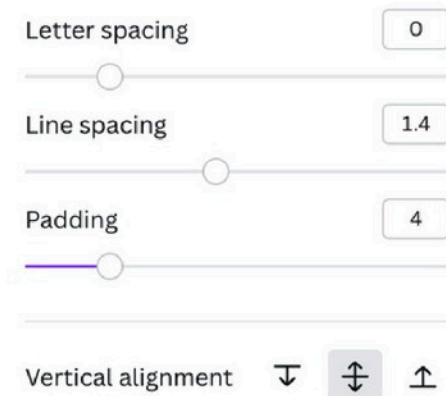 Letter spacing 0
Line spacing 1.4
Padding 4
Vertical alignment